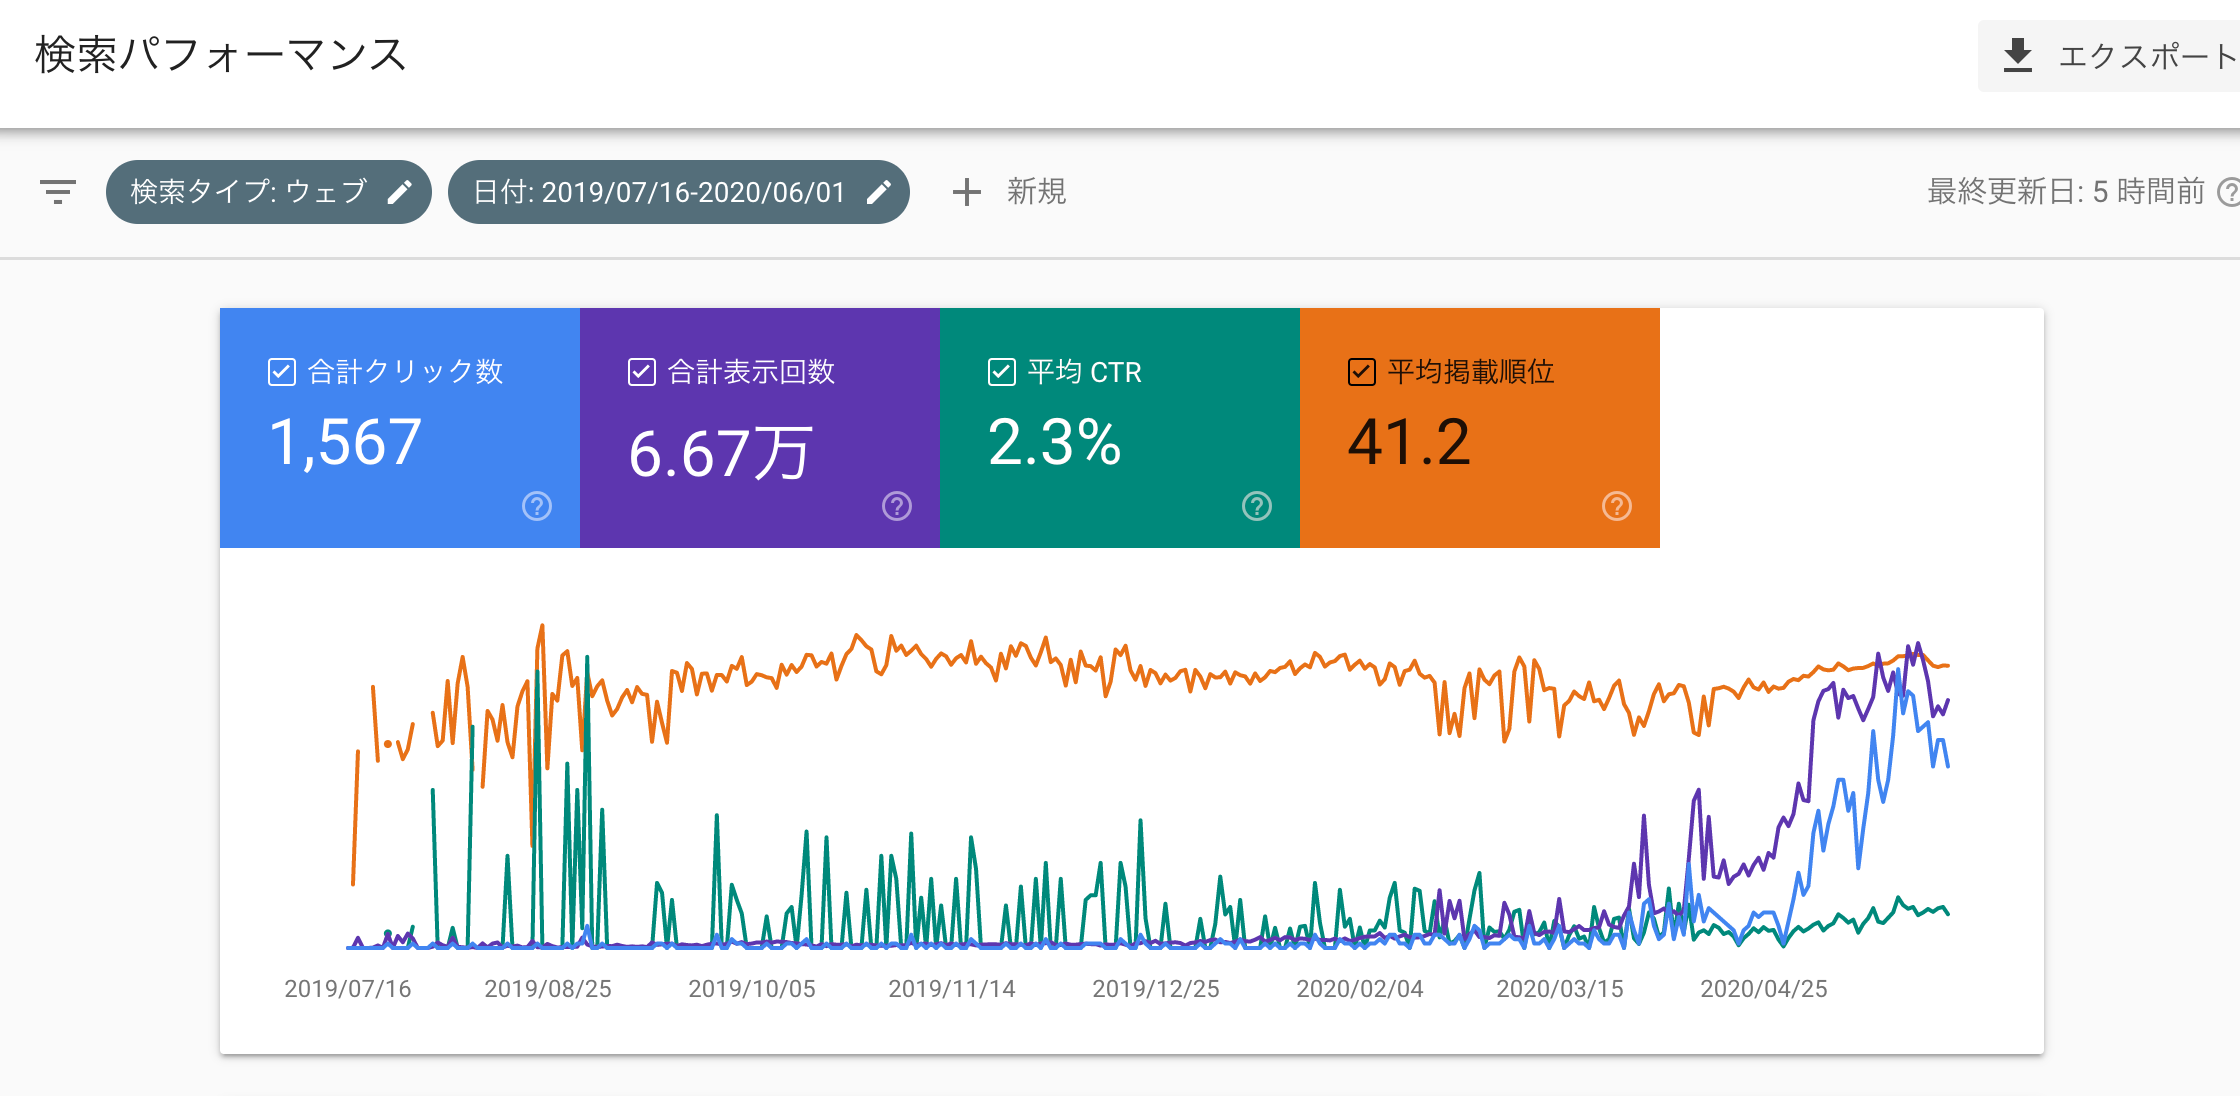 検索パフォーマンス
エクスポート
検索タイプ: ウェブ
日付: 2019/07/16-2020/06/01
新規
最終更新日: 5 時間前
合計クリック数
1,567
合計表示回数
6.67万
平均 CTR
2.3%
平均掲載順位
41.2
2019/07/16
2019/08/25
2019/10/05
2019/11/14
2019/12/25
2020/02/04
2020/03/15
2020/04/25